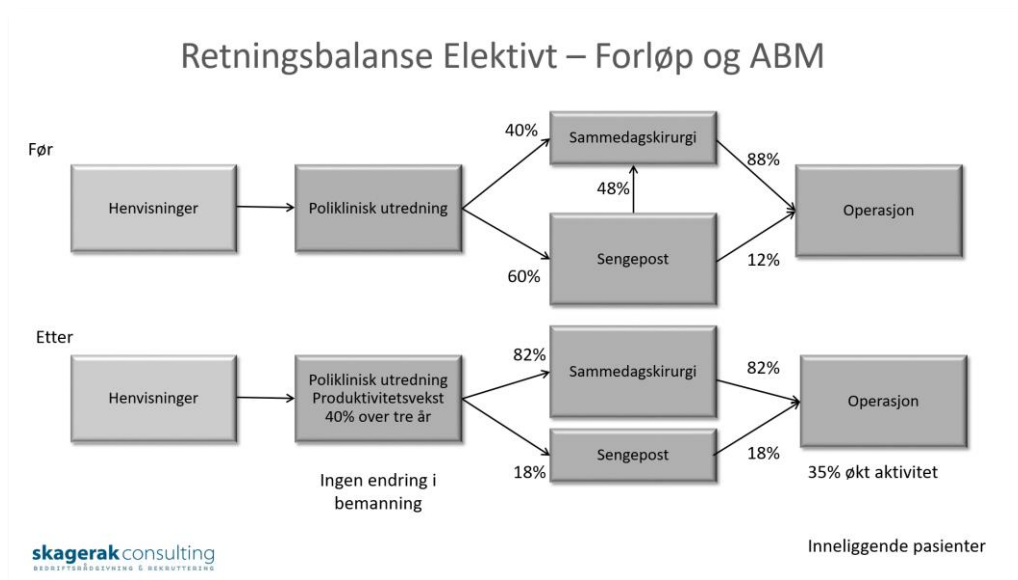 Retningsbalanse Elektivt – Forløp og ABM
Før
Henvisninger
Poliklinisk utredning
40%
60%
Sammedagskirurgi
48%
Sengepost
88%
12%
Operasjon
Etter
Henvisninger
Poliklinisk utredning
Produktivitetsvekst
40% over tre år
Ingen endring i
bemanning
82%
18%
Sammedagskirurgi
Sengepost
82%
18%
Operasjon
35% økt aktivitet
Inneliggende pasienter
skagerak consulting
BEDRIFTSRÅDGIVNING & REKRUTTERING